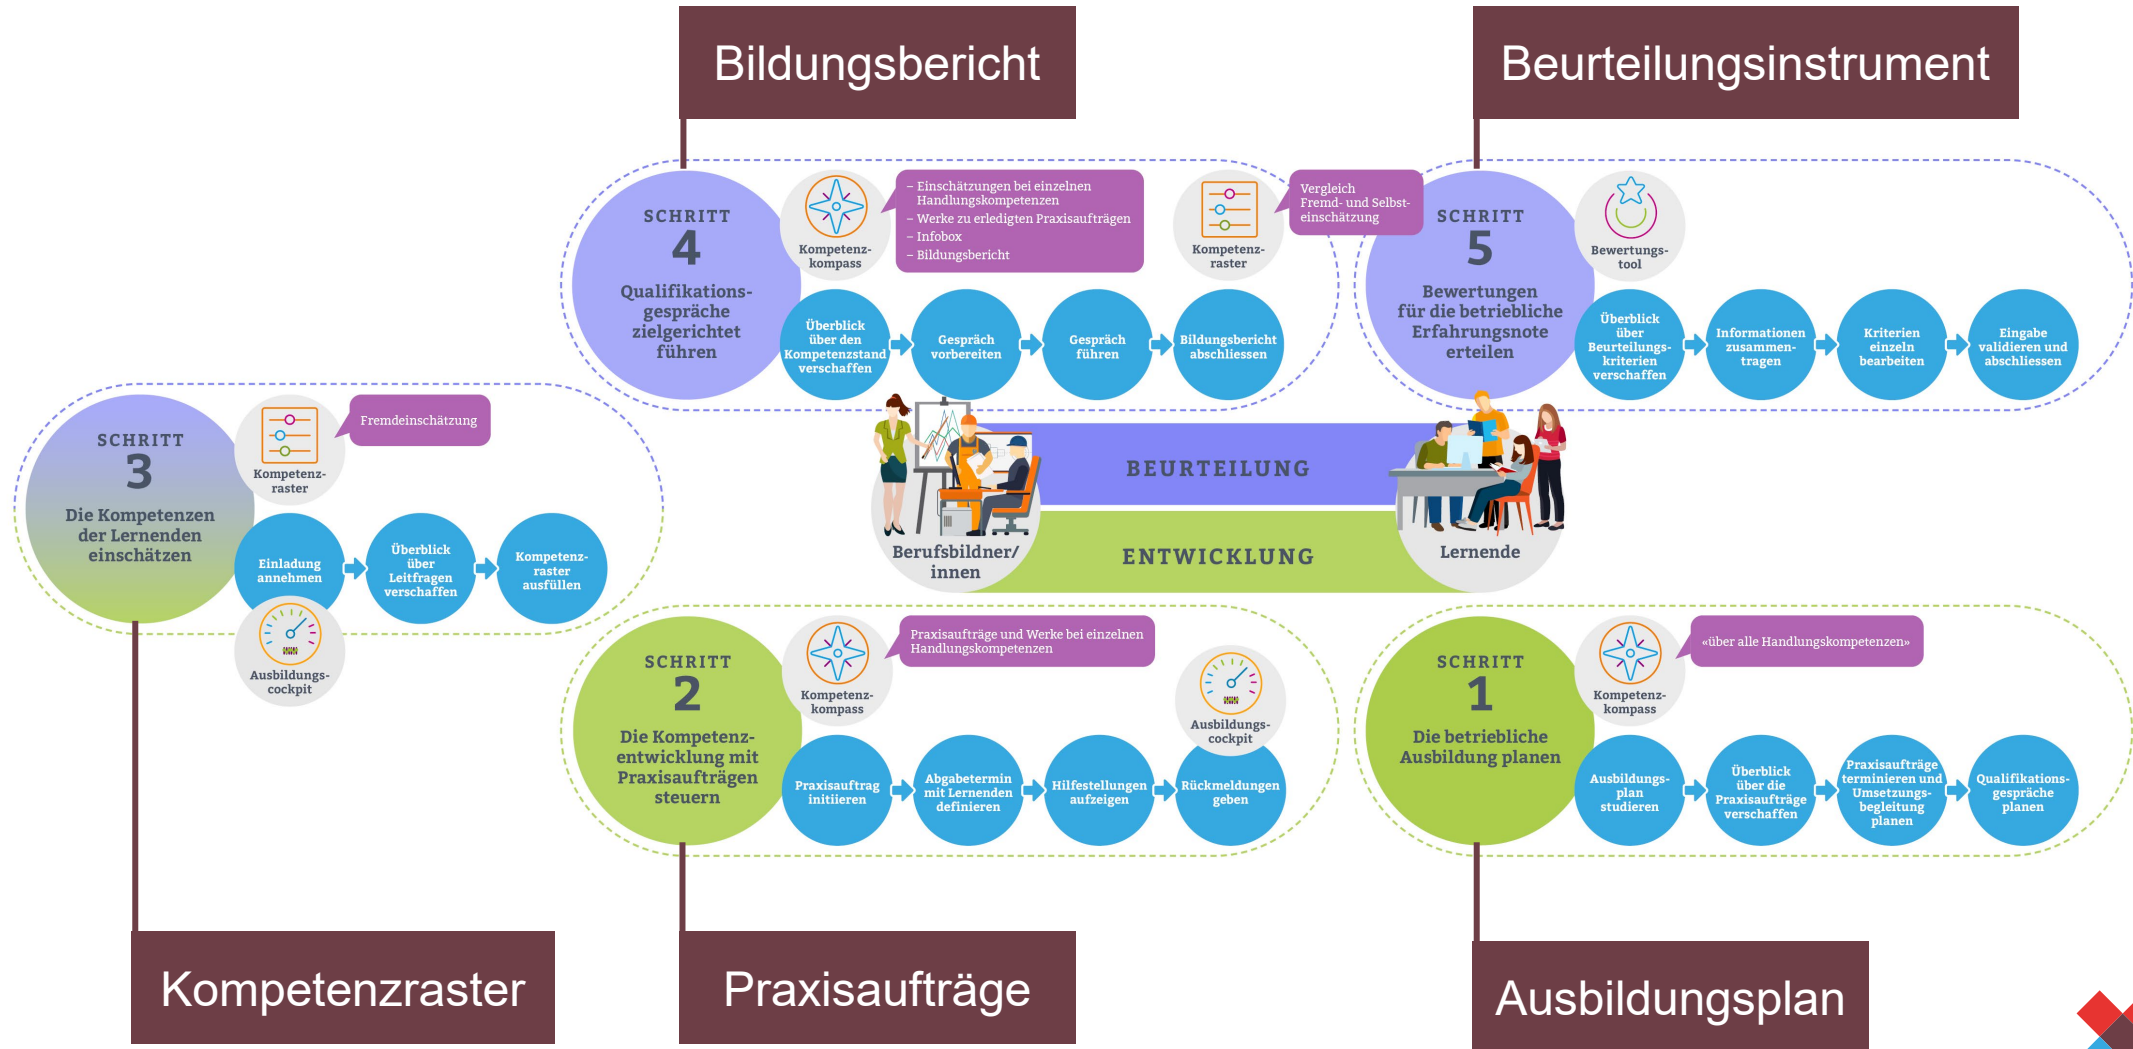 Bildungsbericht
Beurteilungsinstrument
SCHRITT
4
Qualifikations-
gespräche
zielgerichtet
führen
Kompetenz-
kompass
– Einschätzungen bei einzelnen
Handlungskompetenzen
– Werke zu erledigten Praxisaufträgen
– Infobox
– Bildungsbericht
Kompetenz-
raster
Vergleich
Fremd- und Selbst-
einschätzung
Überblick
über den
Kompetenzstand
verschaffen
Gespräch
vorbereiten
Gespräch
führen
Bildungsbericht
abschliessen
SCHRITT
5
Bewertungen
für die betriebliche
Erfahrungsnote
erteilen
Bewertungs-
tool
Überblick
über
Beurteilungs-
kriterien
verschaffen
Informationen
zusammen-
tragen
Kriterien
einzeln
bearbeiten
Eingabe
validieren und
abschliessen
SCHRITT
3
Die Kompetenzen
der Lernenden
einschätzen
Kompetenz-
raster
Fremdeinschätzung
Einladung
annehmen
Überblick
über
Leitfragen
verschaffen
Kompetenz-
raster
ausfüllen
Ausbildungs-
cockpit
BEURTEILUNG
ENTWICKLUNG
Berufsbildner/
innen
Lernende
SCHRITT
2
Die Kompetenz-
entwicklung mit
Praxisaufträgen
steuern
Kompetenz-
kompass
Praxisaufträge und Werke bei einzelnen
Handlungskompetenzen
Ausbildungs-
cockpit
Praxisauftrag
initiieren
Abgabetermin
mit Lernenden
definieren
Hilfestellungen
aufzeigen
Rückmeldungen
geben
SCHRITT
1
Die betriebliche
Ausbildung planen
Kompetenz-
kompass
«über alle Handlungskompetenzen»
Ausbildungs-
plan
studieren
Überblick
über die
Praxisaufträge
verschaffen
Praxisaufträge
terminieren und
Umsetzungs-
begleitung
planen
Qualifikations-
gespräche
planen
Kompetenzraster
Praxisaufträge
Ausbildungsplan